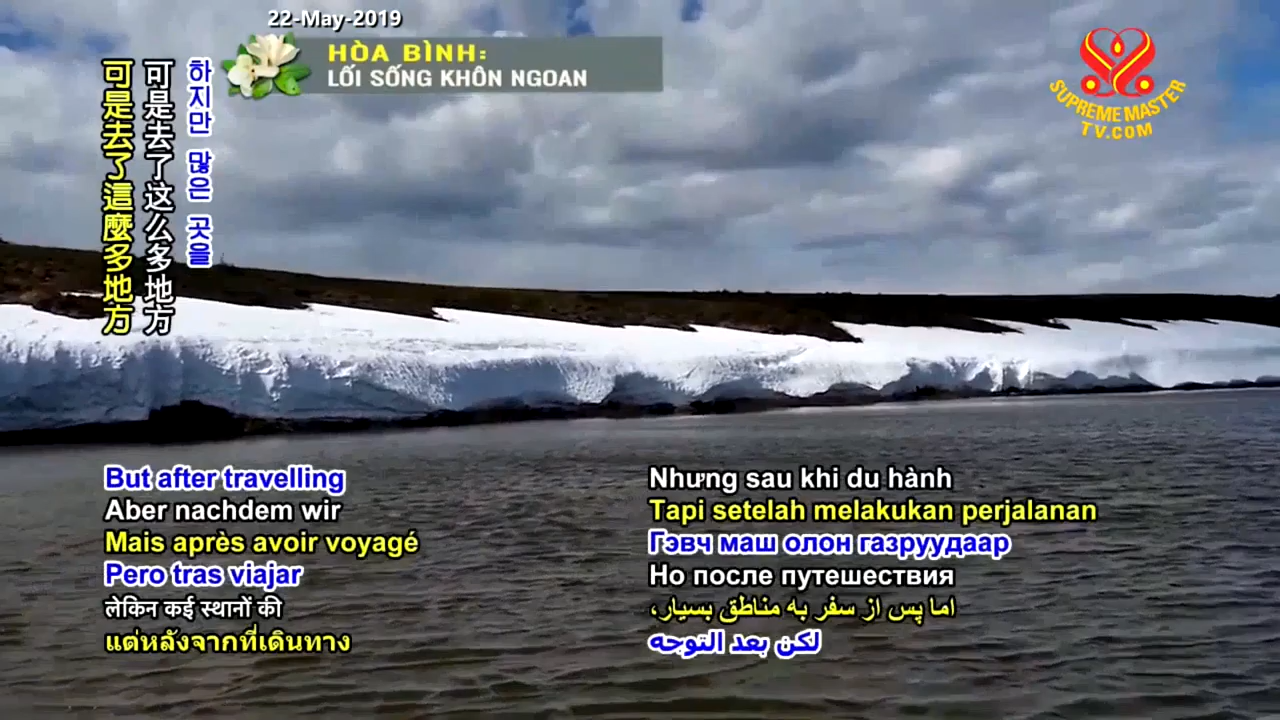 22-May-2019
HÒA BÌNH:
LỐI SỐNG KHÔN NGOAN
SUPREME MASTER
TV.COM
可是去了這麼多地方
可是去了这么多地方
하지만 많은 곳을
But after travelling
Aber nachdem wir
Mais après avoir voyagé
Pero tras viajar
लेकिन कई स्थानों की
แต่หลังจากที่เดินทาง
Nhưng sau khi du hành
Tapi setelah melakukan perjalanan
Гэвч маш олон газруудаар
Но после путешествия
اما پس از سفر به مناطق بسیار،
لكن بعد التوجه